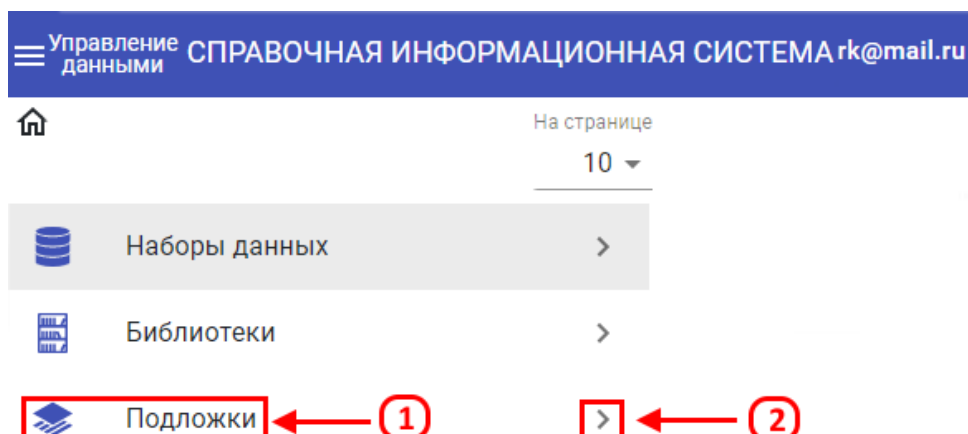 Управление данными СПРАВОЧНАЯ ИНФОРМАЦИОННАЯ СИСТЕМА rk@mail.ru
На странице
10
Наборы данных
Библиотеки
Подложки 1 2